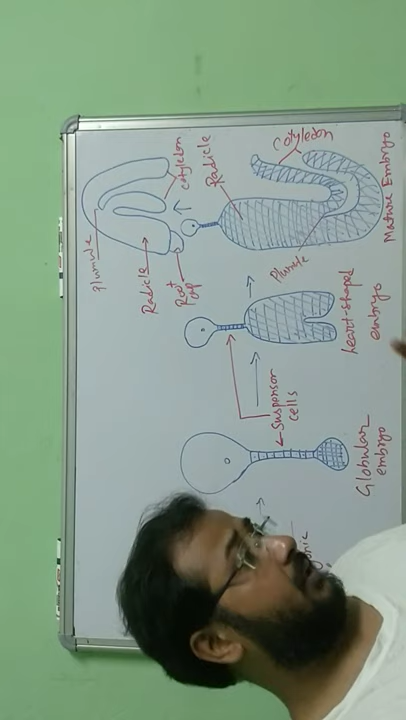 Plumule
Radicle
Root
cap
cotyledon
Radicle
Suspensor
cells
Plumule
Cotyledon
Globular
embryo
heart-shaped
embryo
Mature Embryo